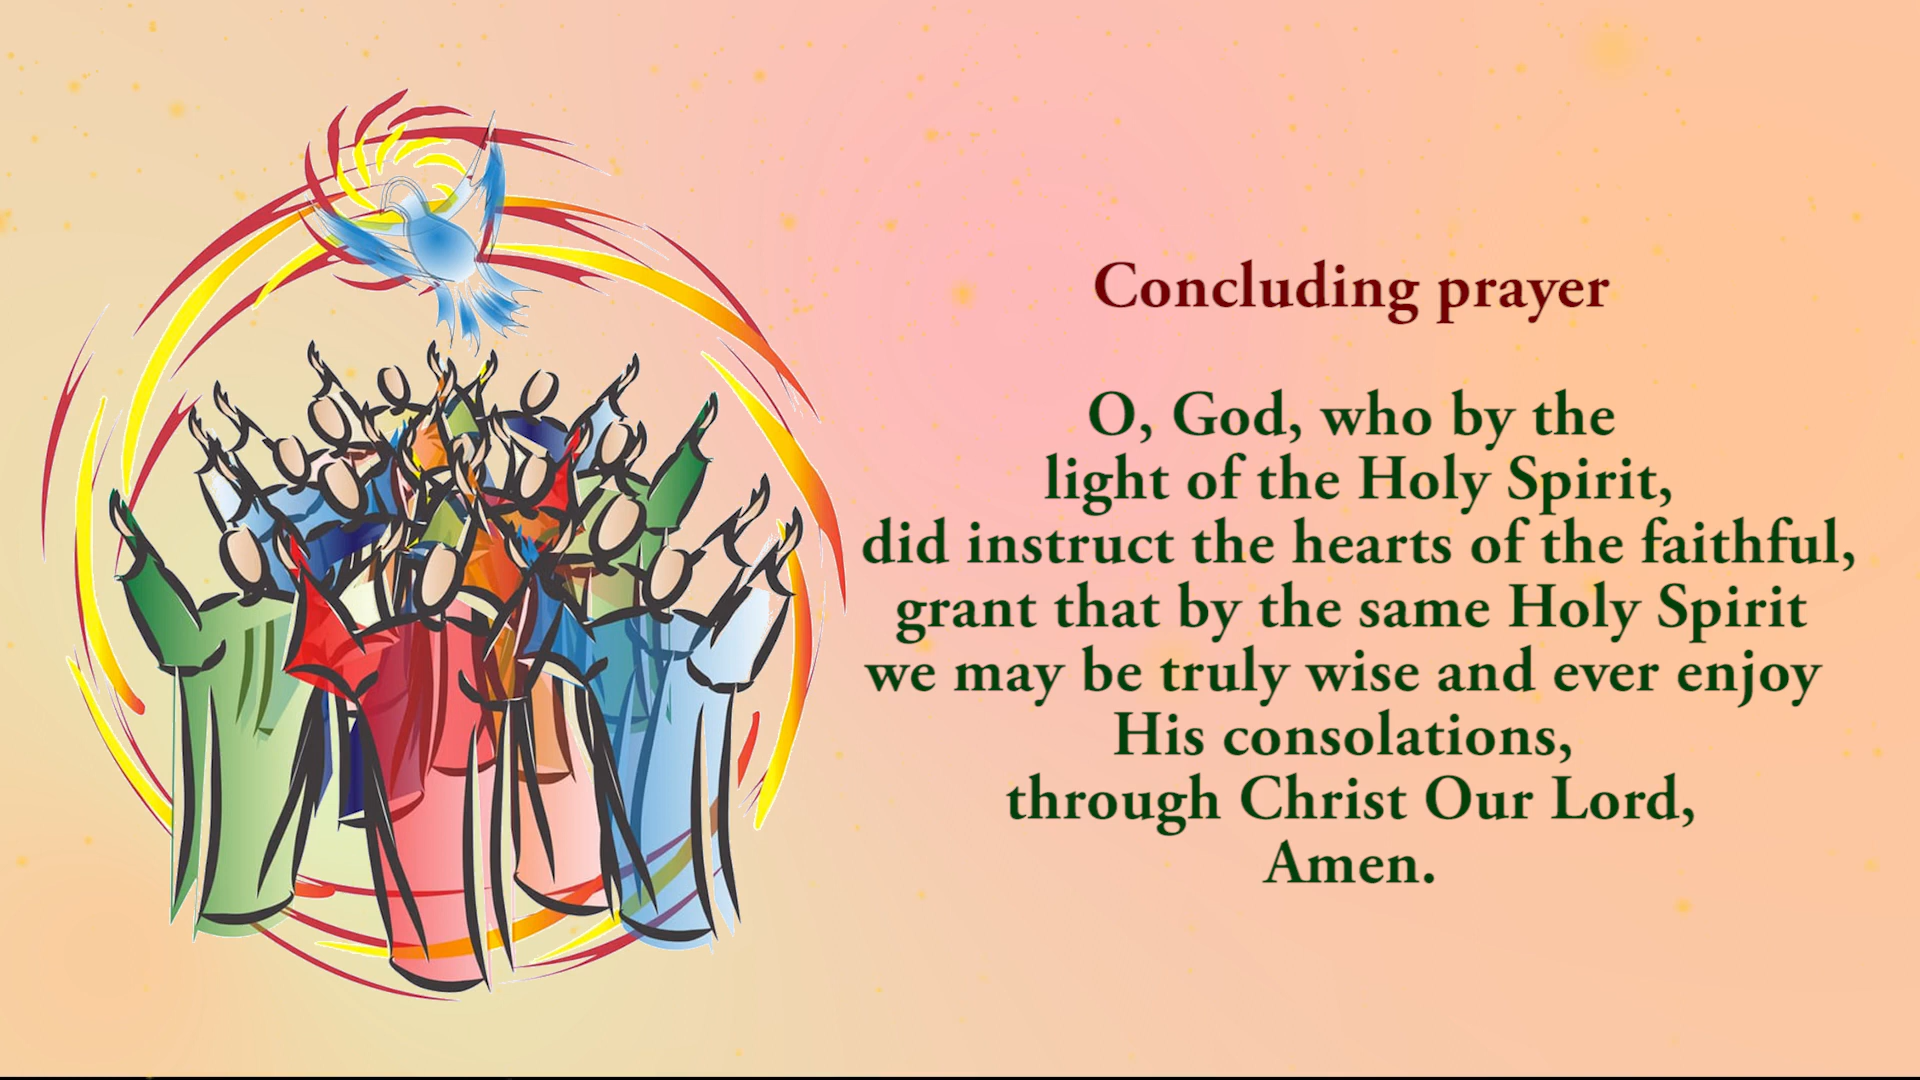 Concluding prayer
O, God, who by the
light of the Holy Spirit,
did instruct the hearts of the faithful,
grant that by the same Holy Spirit
we may be truly wise and ever enjoy
His consolations,
through Christ Our Lord,
Amen.